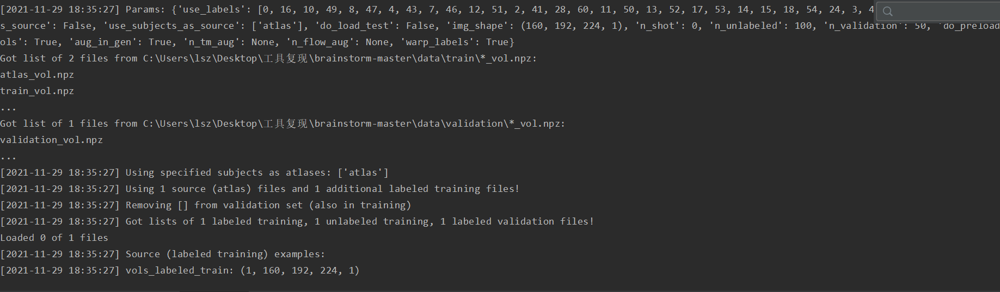 [2021-11-29 18:35:27] Params: {'use_labels': [0, 16, 10, 49, 8, 47, 4, 43, 7, 46, 12, 51, 2, 41, 28, 60, 11, 50, 13, 52, 17, 53, 14, 15, 18, 54, 24, 3, 4
s_source': False, 'use_subjects_as_source': ['atlas'], 'do_load_test': False, 'img_shape': (160, 192, 224, 1), 'n_shot': 0, 'n_unlabeled': 100, 'n_validation': 50, 'do_preload
ols': True, 'aug_in_gen': True, 'n_tm_aug': None, 'n_flow_aug': None, 'warp_labels': True}
Got list of 2 files from C:\Users\lsz\Desktop\工具复现\brainstorm-master\data\train\*_vol.npz:
atlas_vol.npz
train_vol.npz
...
Got list of 1 files from C:\Users\lsz\Desktop\工具复现\brainstorm-master\data\validation\*_vol.npz:
validation_vol.npz
...
[2021-11-29 18:35:27] Using specified subjects as atlases: ['atlas']
[2021-11-29 18:35:27] Using 1 source (atlas) files and 1 additional labeled training files!
[2021-11-29 18:35:27] Removing [] from validation set (also in training)
[2021-11-29 18:35:27] Got lists of 1 labeled training, 1 unlabeled training, 1 labeled validation files!
Loaded 0 of 1 files
[2021-11-29 18:35:27] Source (labeled training) examples:
[2021-11-29 18:35:27] vols_labeled_train: (1, 160, 192, 224, 1)